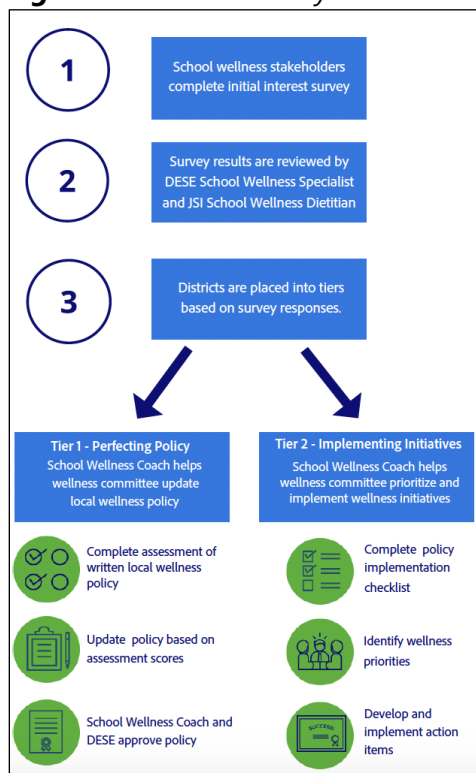 1
School wellness stakeholders
complete initial interest survey
2
Survey results are reviewed by
DESE School Wellness Specialist
and JSI School Wellness Dietitian
3
Districts are placed into tiers
based on survey responses.
Tier 1 - Perfecting Policy
School Wellness Coach helps
wellness committee update
local wellness policy
Complete assessment of
written local wellness
policy
Update policy based on
assessment scores
School Wellness Coach and
DESE approve policy
Tier 2 - Implementing Initiatives
School Wellness Coach helps
wellness committee prioritize and
implement wellness initiatives
Complete policy
implementation
checklist
Identify wellness
priorities
SUCCESS!
Develop and
implement action
items